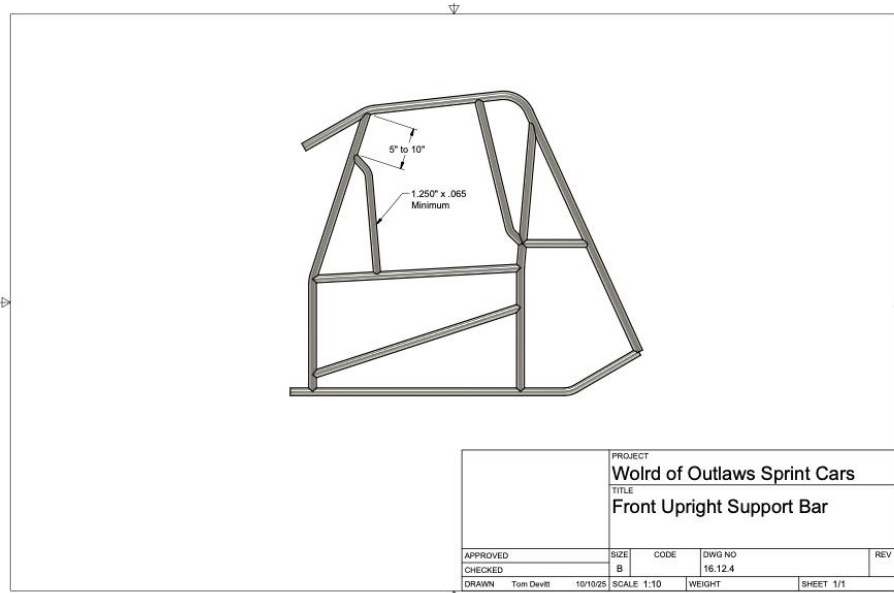 5" to 10"
1.250" x .065
Minimum
PROJECT
Wolrd of Outlaws Sprint Cars
TITLE
Front Upright Support Bar
APPROVED
SIZE CODE DWG NO REV
CHECKED
B 16.12.4
DRAWN Tom Devitt 10/10/25 SCALE 1:10 WEIGHT SHEET 1/1